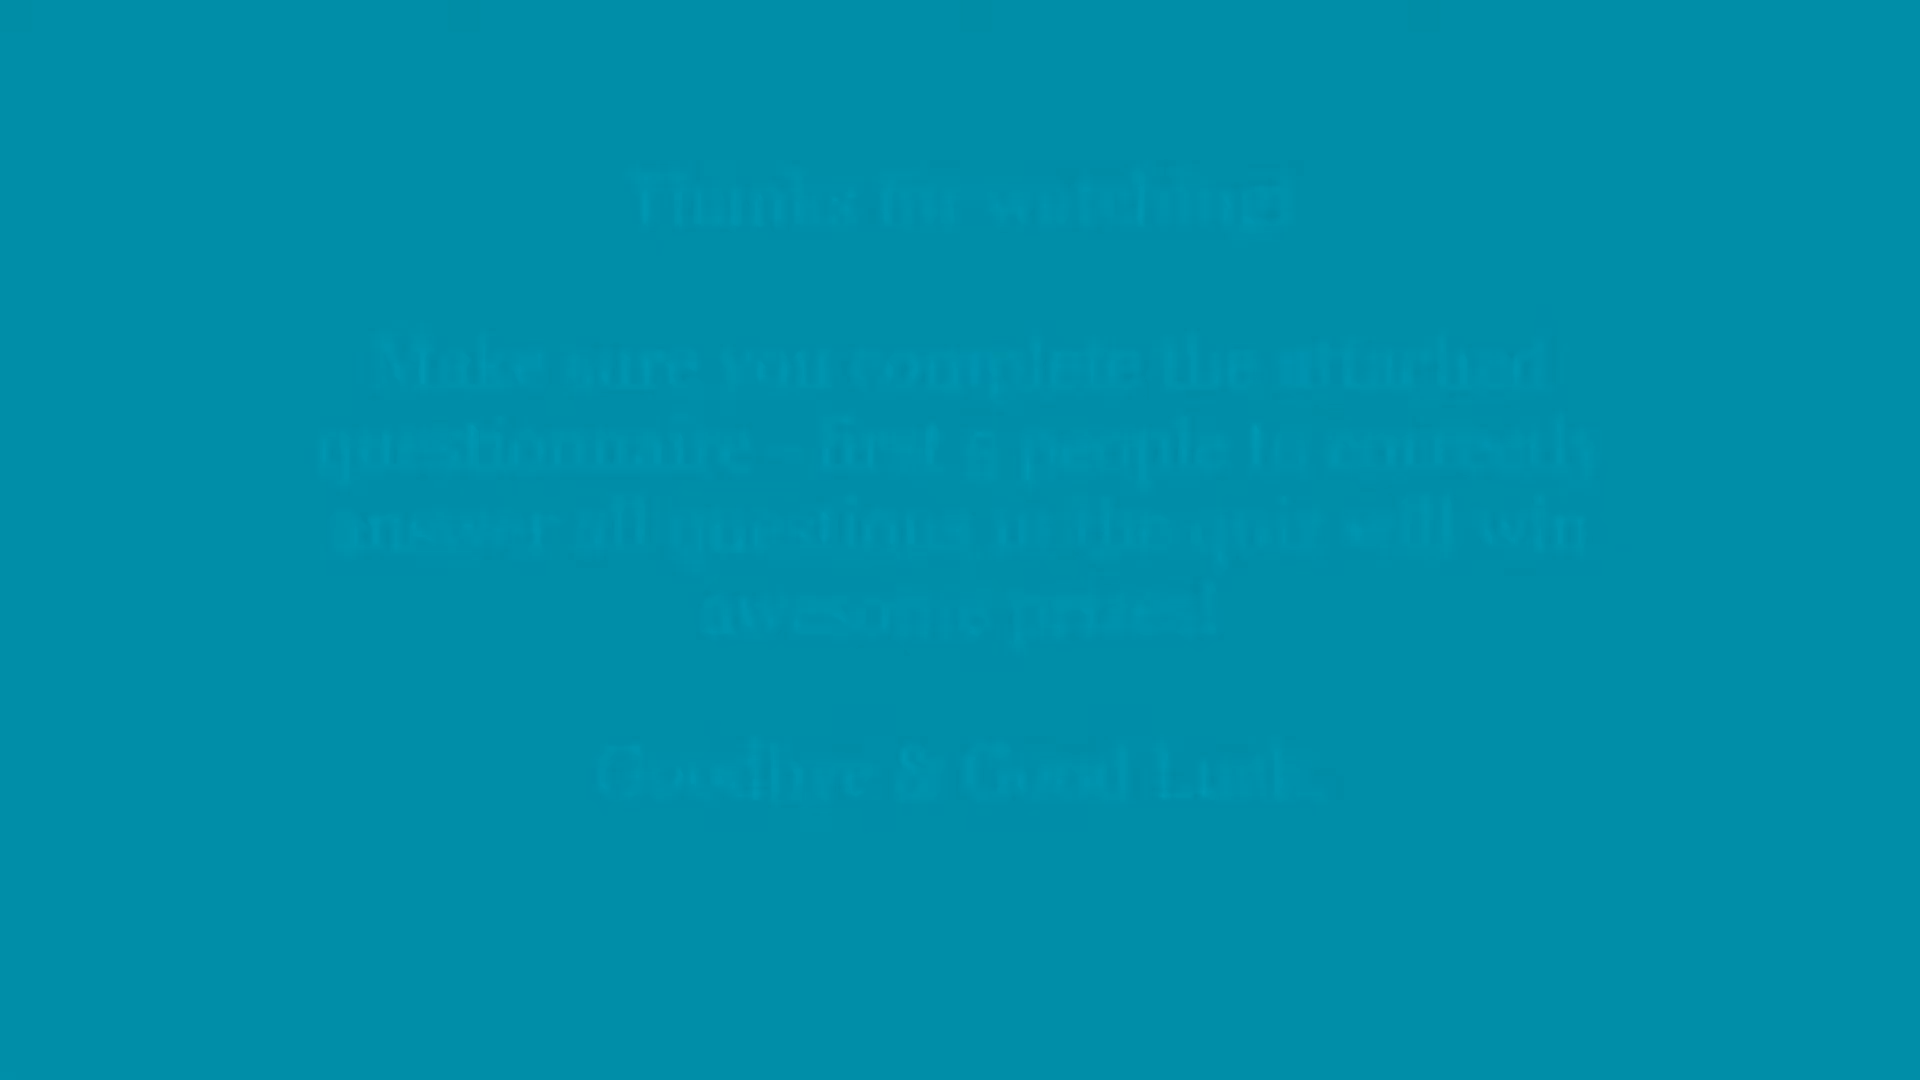 Thanks for watching!
Make sure you complete the attached
questionnaire - first 5 people to correctly
answer all questions in the quiz will win
awesome prizes!
Goodbye & Good Luck.